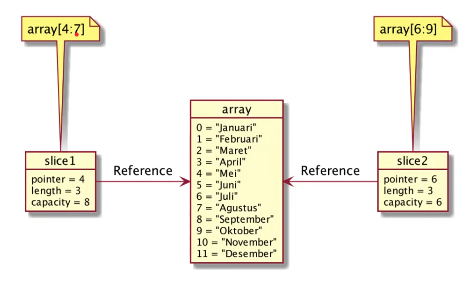 array[4:7]
array[6:9]
array
0 = "Januari"
1 = "Februari"
2 = "Maret"
3 = "April"
4 = "Mei"
5 = "Juni"
6 = "Juli"
7 = "Agustus"
8 = "September"
9 = "Oktober"
10 = "November"
11 = "Desember"
slice1
pointer = 4
length = 3
capacity = 8
Reference
slice2
pointer = 6
length = 3
capacity = 6
Reference